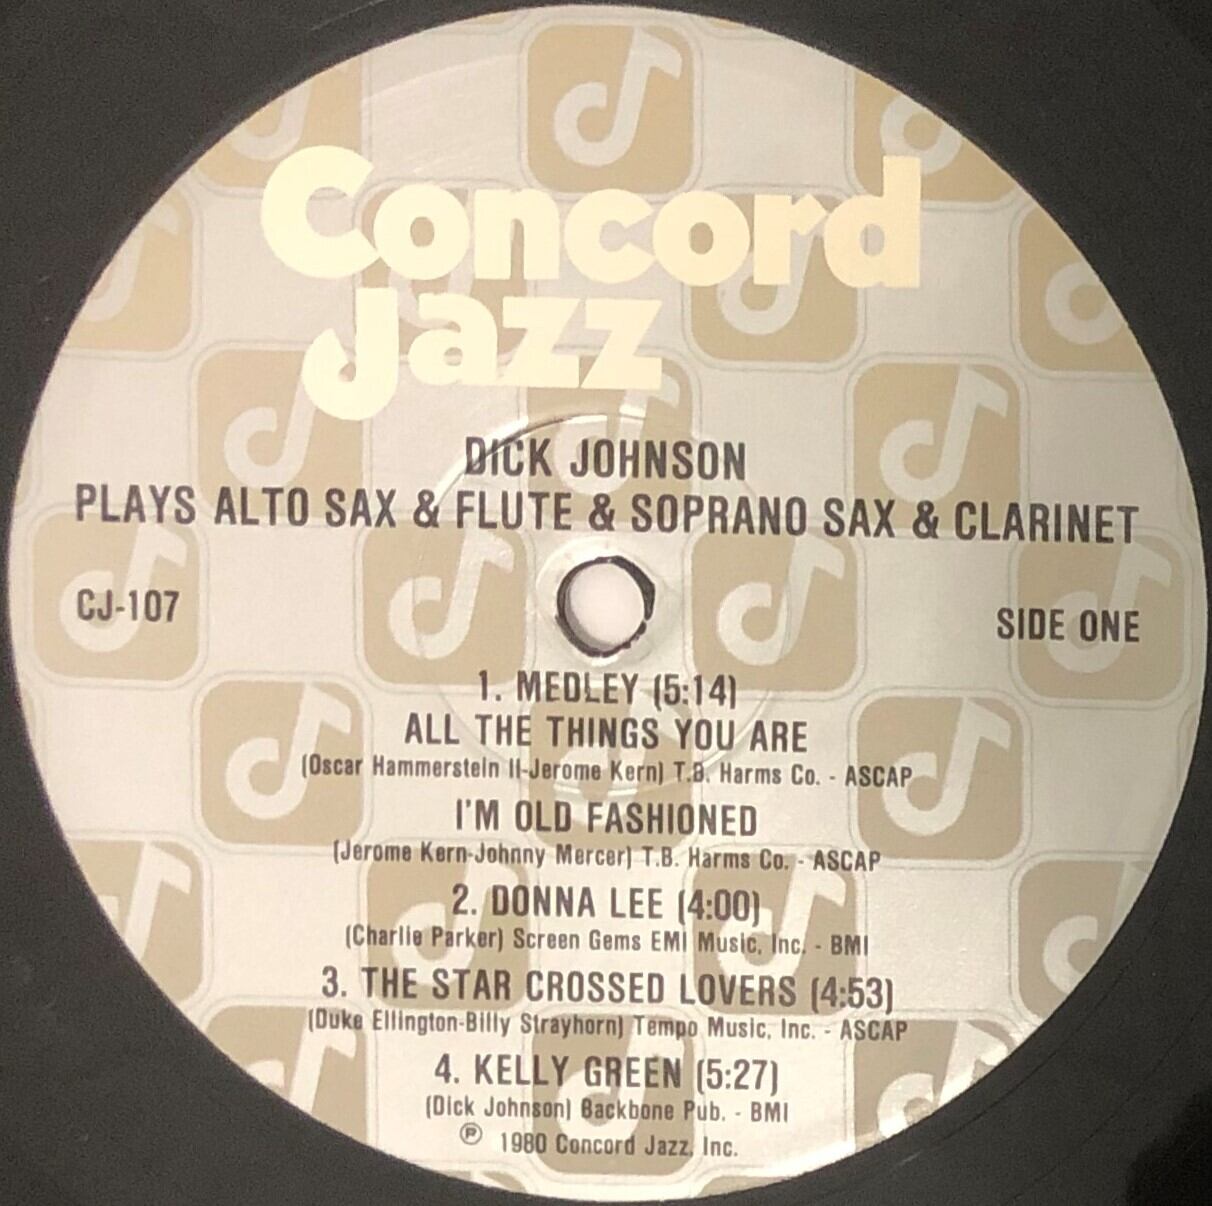 Concord
Jazz
DICK JOHNSON
PLAYS ALTO SAX & FLUTE & SOPRANO SAX & CLARINET
CJ-107
SIDE ONE
1. MEDLEY (5:14)
ALL THE THINGS YOU ARE
(Oscar Hammerstein II-Jerome Kern) T.B. Harms Co. - ASCAP
I'M OLD FASHIONED
(Jerome Kern-Johnny Mercer) T.B. Harms Co. - ASCAP
2. DONNA LEE (4:00)
(Charlie Parker) Screen Gems EMI Music, Inc. - BMI
3. THE STAR CROSSED LOVERS (4:53)
(Duke Ellington-Billy Strayhorn) Tempo Music, Inc. - ASCAP
4. KELLY GREEN (5:27)
(Dick Johnson) Backbone Pub. - BMI
℗ 1980 Concord Jazz, Inc.